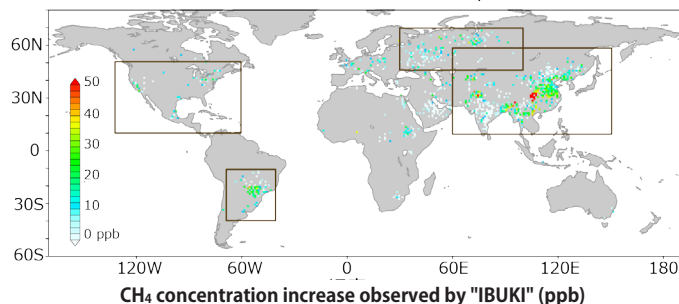 60N
30N
0
30S
60S
50
40
30
20
10
0 ppb
120W 60W 0 60E 120E 180
CH₄ concentration increase observed by "IBUKI" (ppb)